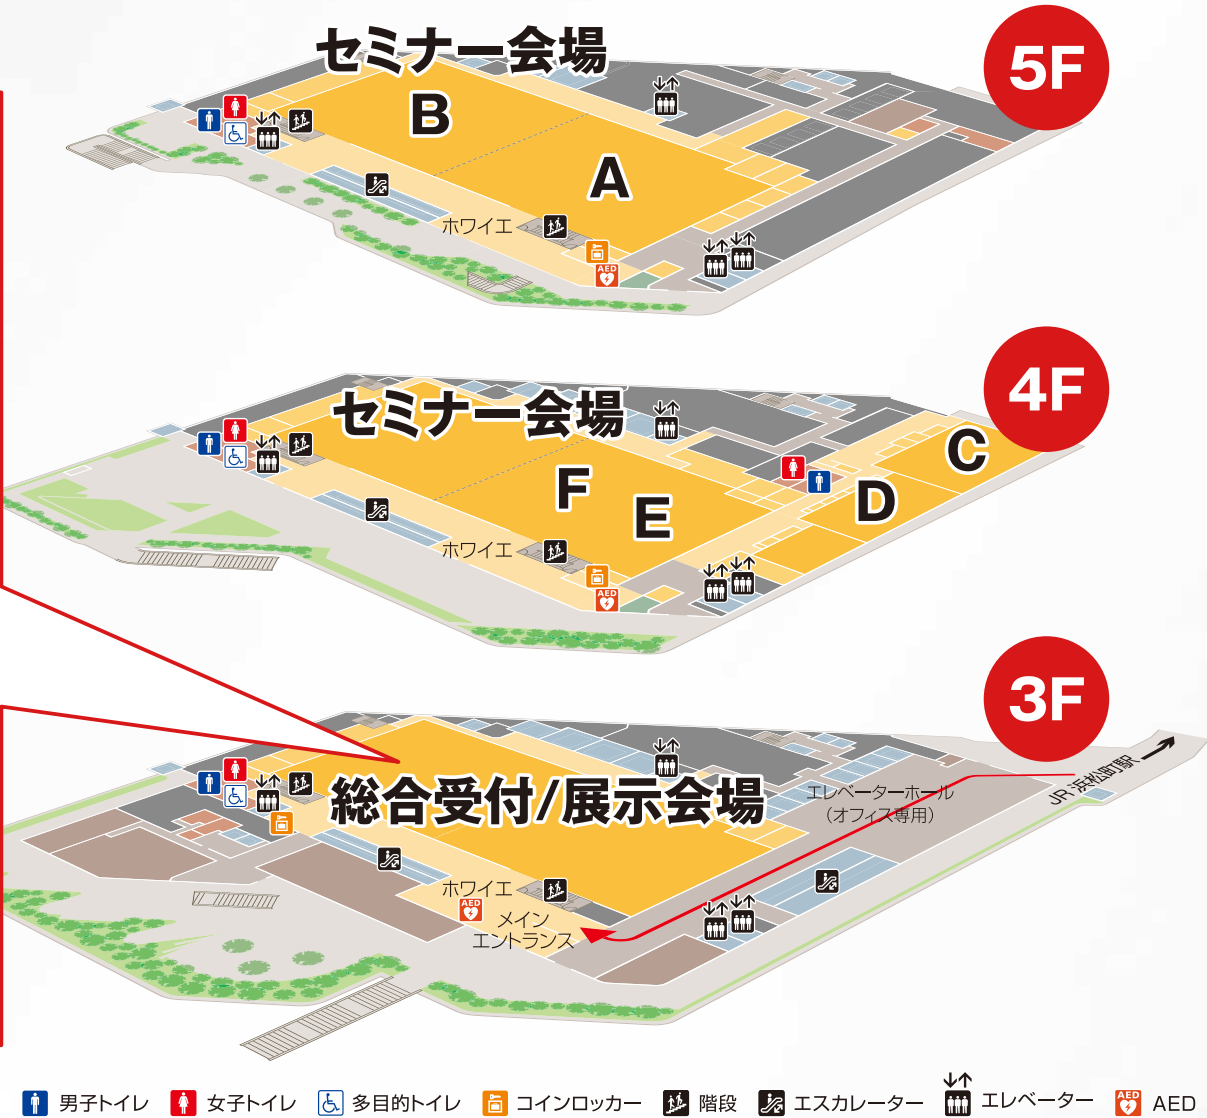 セミナー会場
5F
B
A
ホワイエ
AED
セミナー会場
4F
C
F
D
E
ホワイエ
AED
3F
JR 浜松町駅
総合受付/展示会場
エレベーターホール
（オフィス専用）
ホワイエ
AED
メイン
エントランス
男子トイレ
女子トイレ
多目的トイレ
コインロッカー
階段
エスカレーター
エレベーター
AED
AED